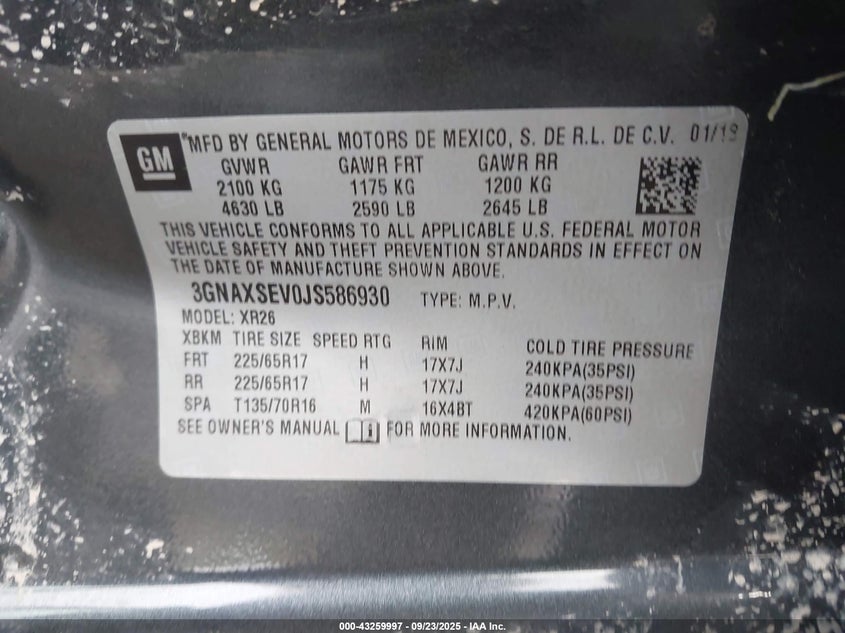 GM
MFD BY GENERAL MOTORS DE MEXICO, S. DE R.L. DE C.V. 01/18
GVWR GAWR FRT GAWR RR
2100 KG 1175 KG 1200 KG
4630 LB 2590 LB 2645 LB
THIS VEHICLE CONFORMS TO ALL APPLICABLE U.S. FEDERAL MOTOR
VEHICLE SAFETY AND THEFT PREVENTION STANDARDS IN EFFECT ON
THE DATE OF MANUFACTURE SHOWN ABOVE.
3GNAXSEV0JS586930 TYPE: M.P.V.
MODEL: XR26
XBKM TIRE SIZE SPEED RTG RIM COLD TIRE PRESSURE
FRT 225/65R17 H 17X7J 240KPA(35PSI)
RR 225/65R17 H 17X7J 240KPA(35PSI)
SPA T135/70R16 M 16X4BT 420KPA(60PSI)
SEE OWNER'S MANUAL FOR MORE INFORMATION.
000-43259997 - 09/23/2025 - IAA Inc.